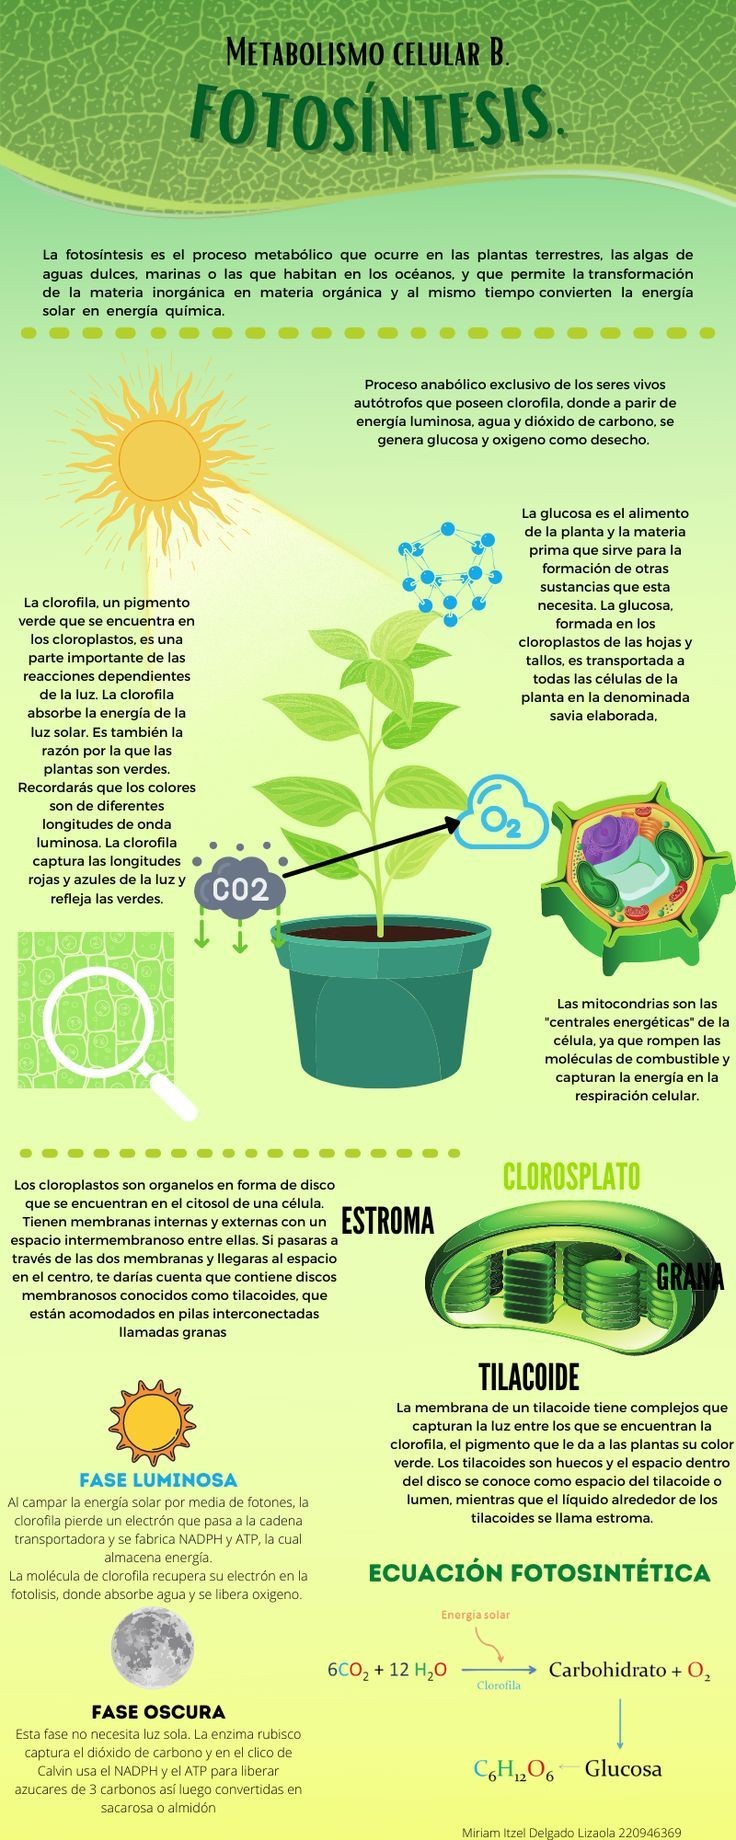 METABOLISMO CELULAR B.
FOTOSÍNTESIS.
La fotosíntesis es el proceso metabólico que ocurre en las plantas terrestres, las algas de
aguas dulces, marinas o las que habitan en los océanos, y que permite la transformación
de la materia inorgánica en materia orgánica y al mismo tiempo convierten la energía
solar en energía química.
Proceso anabólico exclusivo de los seres vivos
autótrofos que poseen clorofila, donde a parir de
energía luminosa, agua y dióxido de carbono, se
genera glucosa y oxigeno como desecho.
La glucosa es el alimento
de la planta y la materia
prima que sirve para la
formación de otras
sustancias que esta
necesita. La glucosa,
formada en los
cloroplastos de las hojas y
tallos, es transportada a
todas las células de la
planta en la denominada
savia elaborada,
La clorofila, un pigmento
verde que se encuentra en
los cloroplastos, es una
parte importante de las
reacciones dependientes
de la luz. La clorofila
absorbe la energía de la
luz solar. Es también la
razón por la que las
plantas son verdes.
Recordarás que los colores
son de diferentes
longitudes de onda
luminosa. La clorofila
captura las longitudes
rojas y azules de la luz y
refleja las verdes.
O2
CO2
Las mitocondrias son las
"centrales energéticas" de la
célula, ya que rompen las
moléculas de combustible y
capturan la energía en la
respiración celular.
Los cloroplastos son organelos en forma de disco
que se encuentran en el citosol de una célula.
Tienen membranas internas y externas con un
espacio intermembranoso entre ellas. Si pasaras a
través de las dos membranas y llegaras al espacio
en el centro, te darías cuenta que contiene discos
membranosos conocidos como tilacoides, que
están acomodados en pilas interconectadas
llamadas granas
CLOROSPLATO
ESTROMA
GRANA
TILACOIDE
La membrana de un tilacoide tiene complejos que
capturan la luz entre los que se encuentran la
clorofila, el pigmento que le da a las plantas su color
verde. Los tilacoides son huecos y el espacio dentro
del disco se conoce como espacio del tilacoide o
lumen, mientras que el líquido alrededor de los
tilacoides se llama estroma.
FASE LUMINOSA
Al campar la energía solar por media de fotones, la
clorofila pierde un electrón que pasa a la cadena
transportadora y se fabrica NADPH y ATP, la cual
almacena energía.
La molécula de clorofila recupera su electrón en la
fotolisis, donde absorbe agua y se libera oxigeno.
FASE OSCURA
Esta fase no necesita luz sola. La enzima rubisco
captura el dióxido de carbono y en el clico de
Calvin usa el NADPH y el ATP para liberar
azucares de 3 carbonos así luego convertidas en
sacarosa o almidón
ECUACIÓN FOTOSINTÉTICA
Energía solar
6CO2 + 12 H2O
Clorofila
Carbohidrato + O2
C6H12O6
Glucosa
Miriam Itzel Delgado Lizaola 220946369